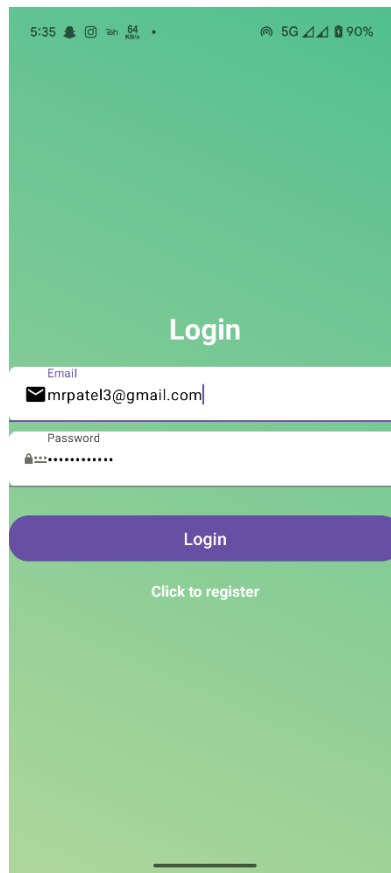 5:35 64 KB/s 5G 90%
Login
Email
mrpatel3@gmail.com
Password
••••••••••••
Login
Click to register